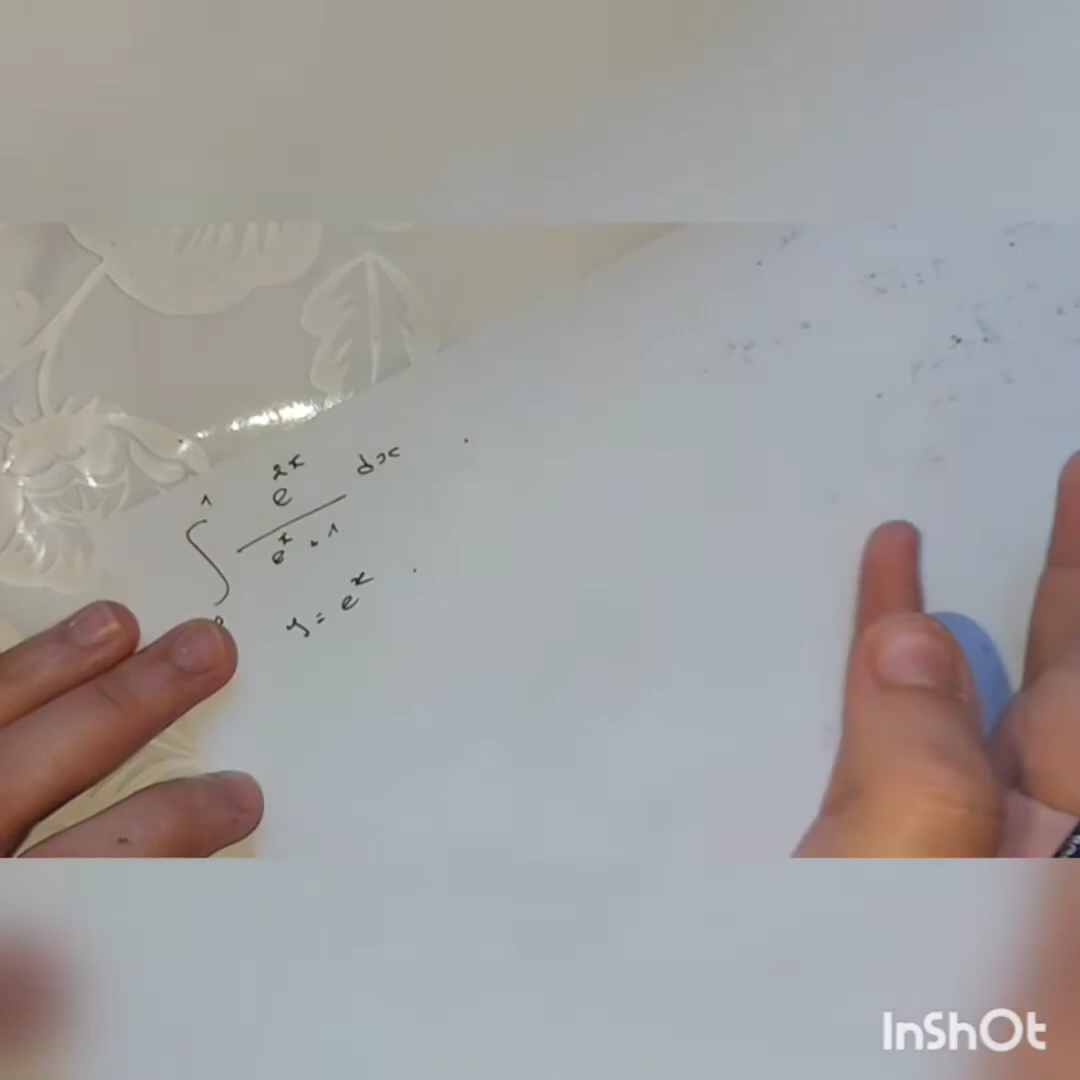 ∫₀¹ e^{2x} / (e^x + 1) dx
y = e^x
InShOt